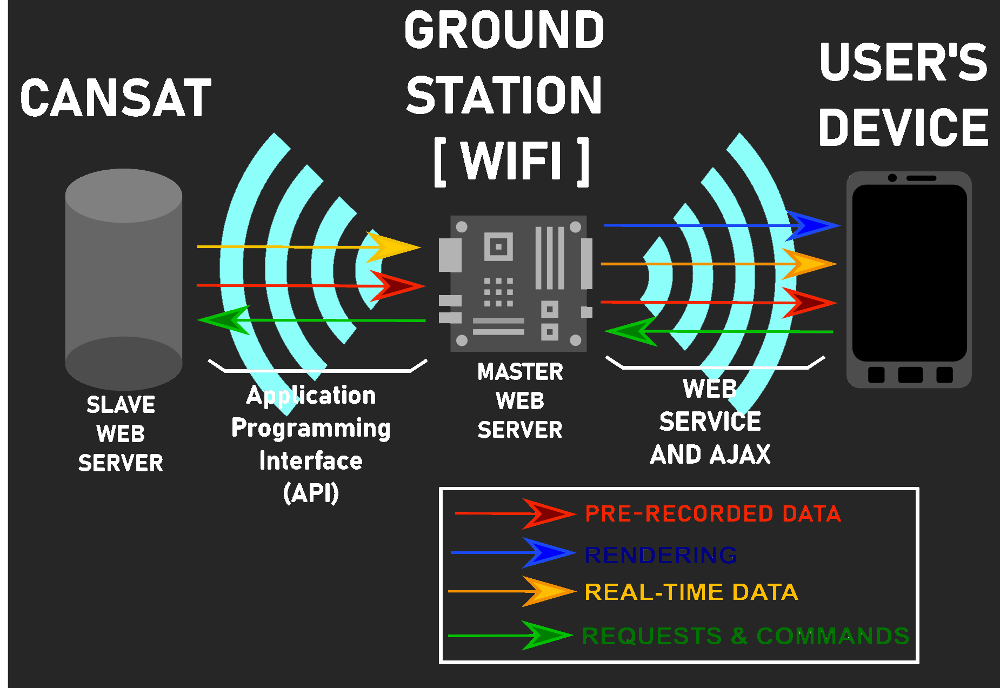 CANSAT
GROUND
STATION
[ WIFI ]
USER'S
DEVICE
SLAVE
WEB
SERVER
Application
Programming
Interface
(API)
MASTER
WEB
SERVER
WEB
SERVICE
AND AJAX
PRE-RECORDED DATA
RENDERING
REAL-TIME DATA
REQUESTS & COMMANDS